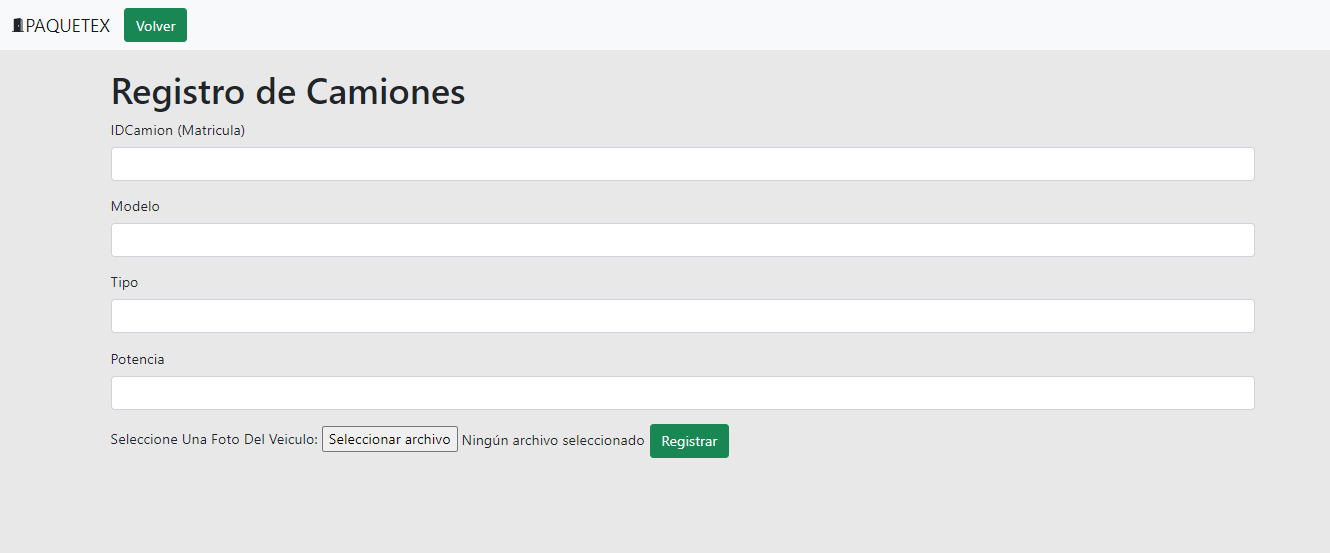 PAQUETEX Volver
Registro de Camiones
IDCamion (Matricula)
Modelo
Tipo
Potencia
Seleccione Una Foto Del Veiculo: Seleccionar archivo Ningún archivo seleccionado Registrar